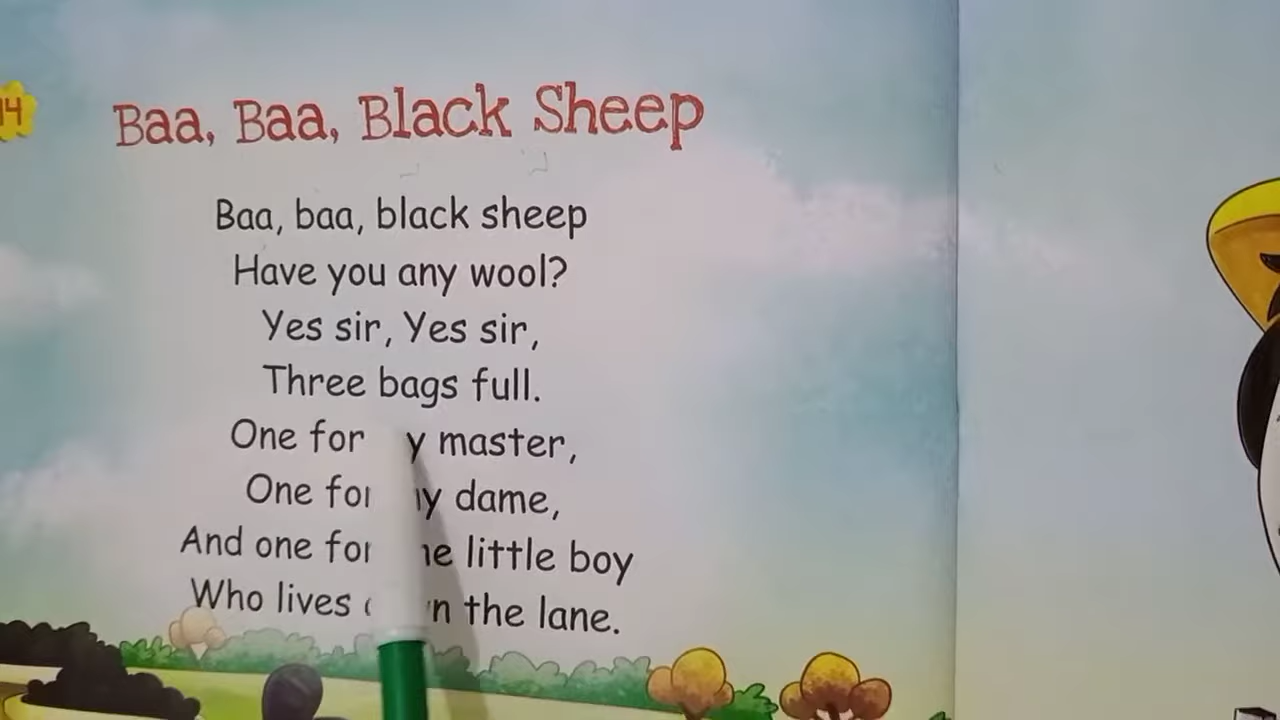 14
Baa, Baa, Black Sheep
Baa, baa, black sheep
Have you any wool?
Yes sir, Yes sir,
Three bags full.
One for master,
One for dame,
And one for little boy
Who lives the lane.